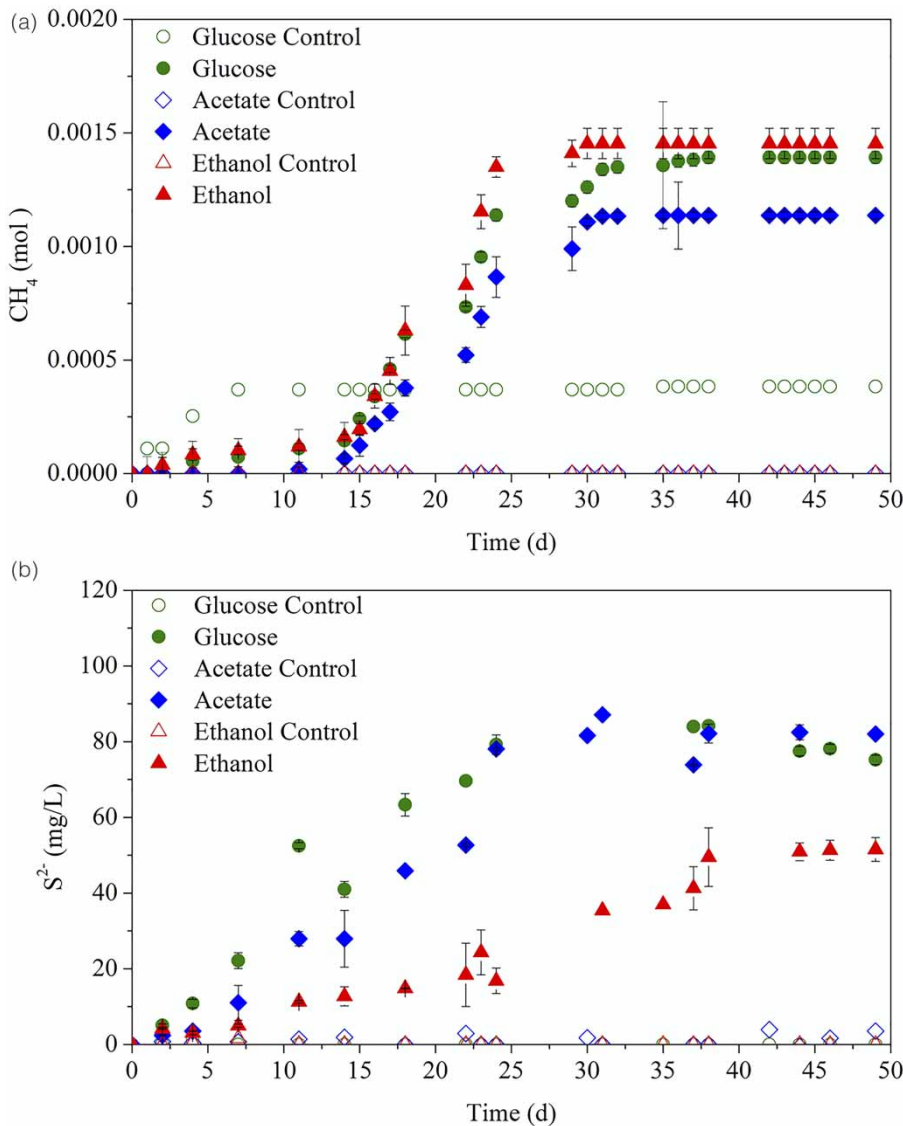 (a)
0.0020
0.0015
0.0010
0.0005
0.0000
CH4 (mol)
Glucose Control
Glucose
Acetate Control
Acetate
Ethanol Control
Ethanol
0 5 10 15 20 25 30 35 40 45 50
Time (d)
(b)
120
100
80
60
40
20
0
S2- (mg/L)
Glucose Control
Glucose
Acetate Control
Acetate
Ethanol Control
Ethanol
0 5 10 15 20 25 30 35 40 45 50
Time (d)